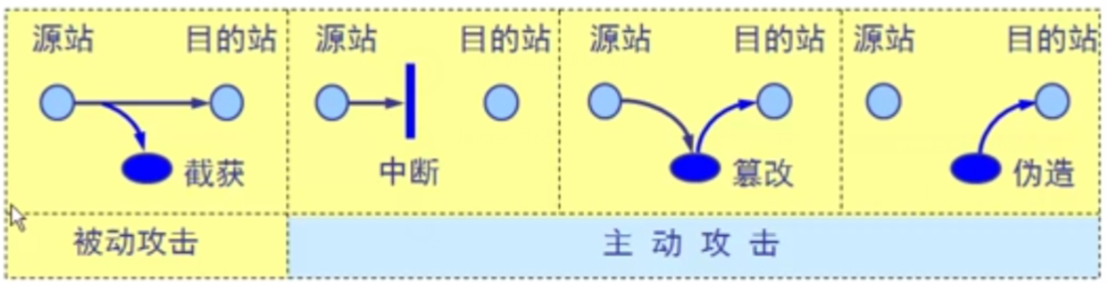 源站 目的站 源站 目的站 源站 目的站 源站 目的站
截获 中断 篡改 伪造
被动攻击 主动攻击